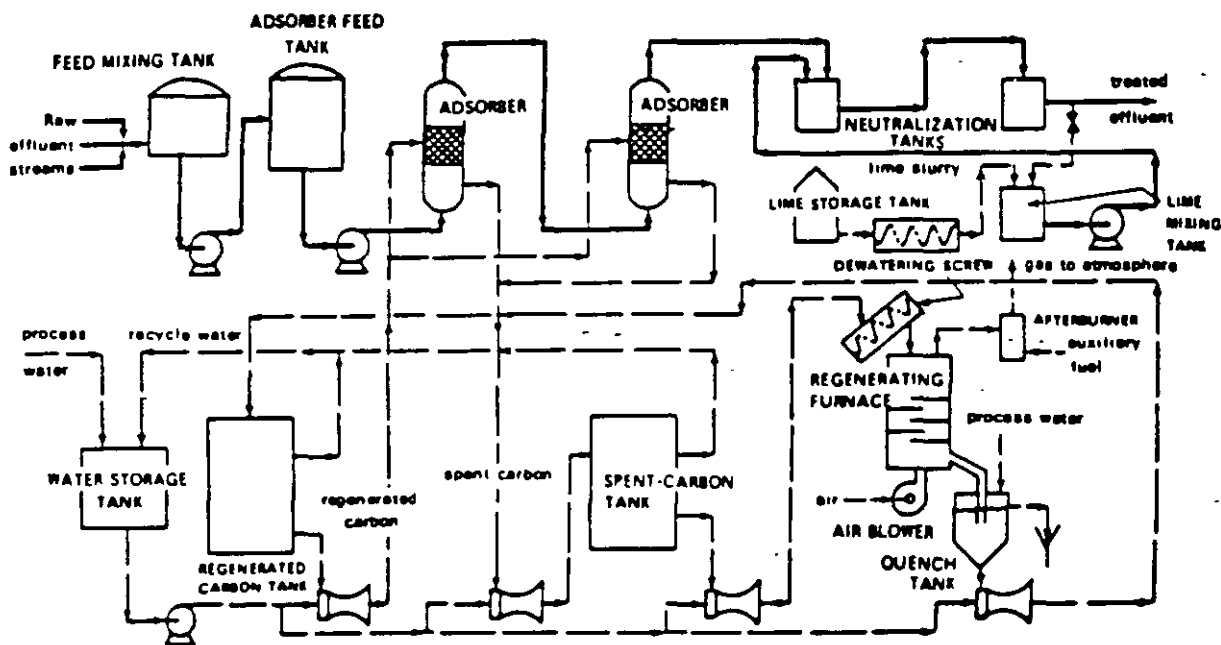 ADSORBER FEED
TANK
FEED MIXING TANK
Raw
effluent
streams
ADSORBER
ADSORBER
treated
effluent
NEUTRALIZATION
TANKS
lime slurry
LIME STORAGE TANK
LIME
MIXING
TANK
DEWATERING SCREW
gas to atmosphere
process
water
recycle water
AFTERBURNER
auxiliary
fuel
REGENERATING
FURNACE
process water
WATER STORAGE
TANK
spent carbon
SPENT-CARBON
TANK
regenerated
carbon
air
AIR BLOWER
QUENCH
TANK
REGENERATED
CARBON TANK